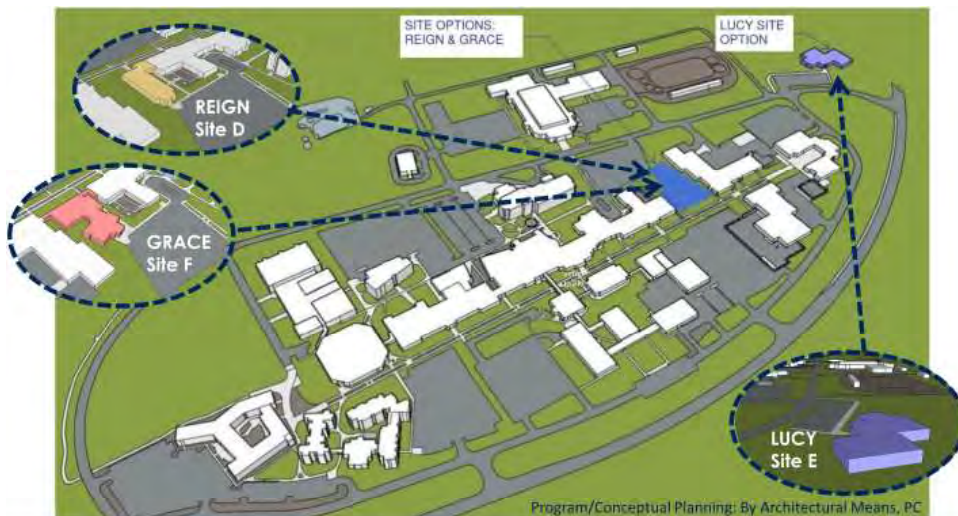 SITE OPTIONS:
REIGN & GRACE
LUCY SITE
OPTION
REIGN
Site D
GRACE
Site F
LUCY
Site E
Program/Conceptual Planning: By Architectural Means, PC